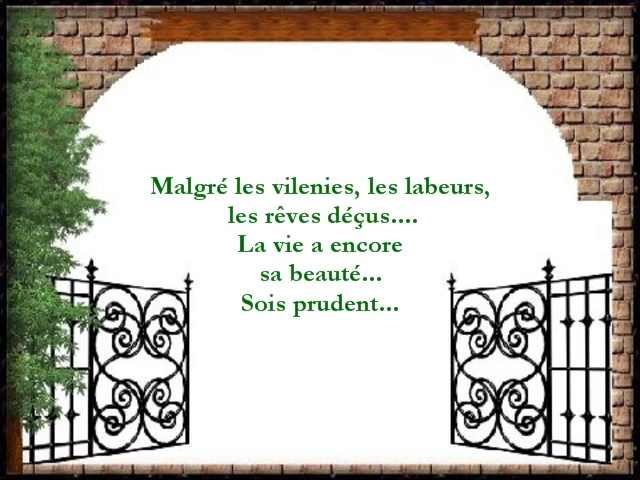 Malgré les vilenies, les labeurs,
les rêves déçus....
La vie a encore
sa beauté...
Sois prudent...